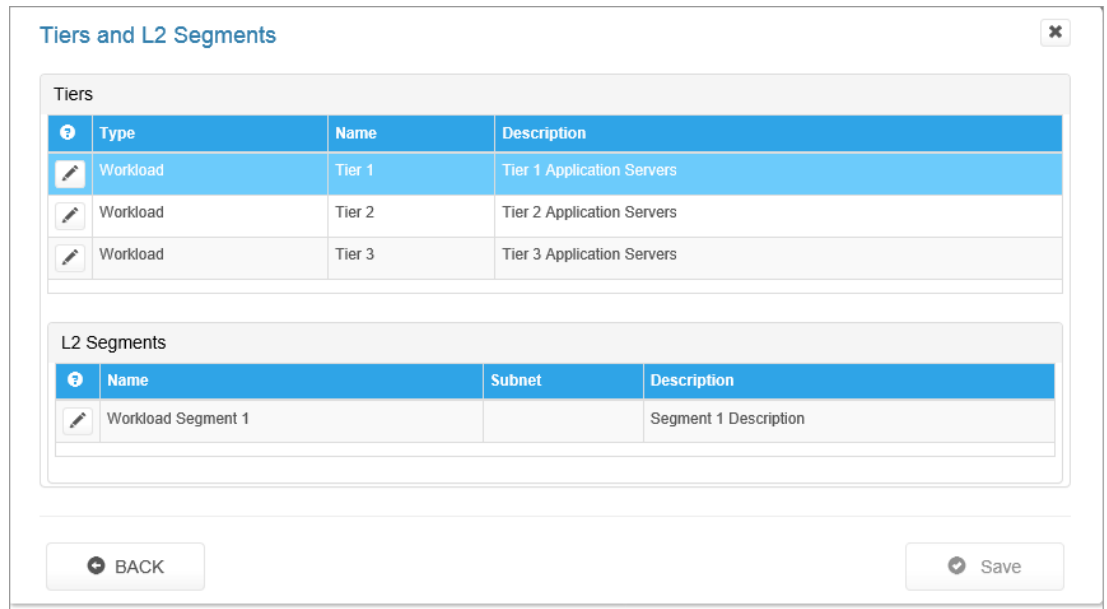 Tiers and L2 Segments
Tiers
Type Name Description
Workload Tier 1 Tier 1 Application Servers
Workload Tier 2 Tier 2 Application Servers
Workload Tier 3 Tier 3 Application Servers
L2 Segments
Name Subnet Description
Workload Segment 1 Segment 1 Description
BACK Save